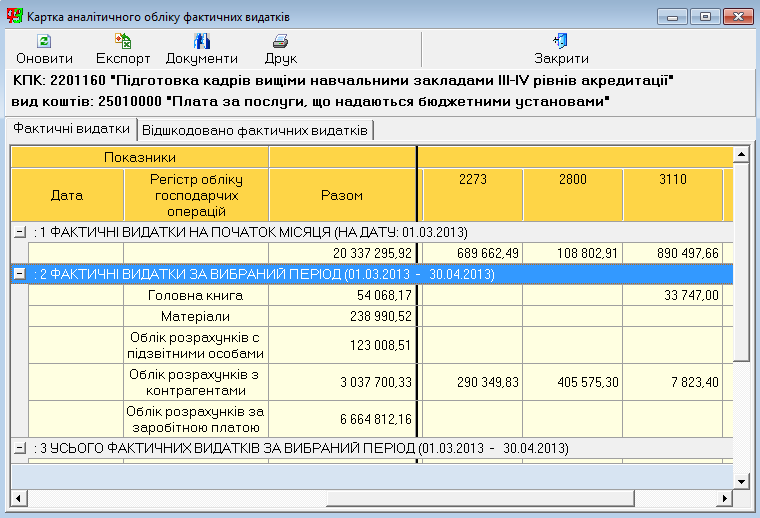 Картка аналітичного обліку фактичних видатків
Оновити Експорт Документи Друк Закрити
КПК: 2201160 "Підготовка кадрів вищіми навчальними закладами III-IV рівнів акредитації"
вид коштів: 25010000 "Плата за послуги, що надаються бюджетними установами"
Фактичні видатки Відшкодовано фактичних видатків
Показники
Дата Регістр обліку господарчих операцій Разом 2273 2800 3110
: 1 ФАКТИЧНІ ВИДАТКИ НА ПОЧАТОК МІСЯЦЯ (НА ДАТУ: 01.03.2013)
20 337 295,92 689 662,49 108 802,91 890 497,66
: 2 ФАКТИЧНІ ВИДАТКИ ЗА ВИБРАНИЙ ПЕРІОД (01.03.2013 - 30.04.2013)
Головна книга 54 068,17 33 747,00
Матеріали 238 990,52
Облік розрахунків с підзвітними особами 123 008,51
Облік розрахунків з контрагентами 3 037 700,33 290 349,83 405 575,30 7 823,40
Облік розрахунків за заробітною платою 6 664 812,16
: 3 УСЬОГО ФАКТИЧНИХ ВИДАТКІВ ЗА ВИБРАНИЙ ПЕРІОД (01.03.2013 - 30.04.2013)